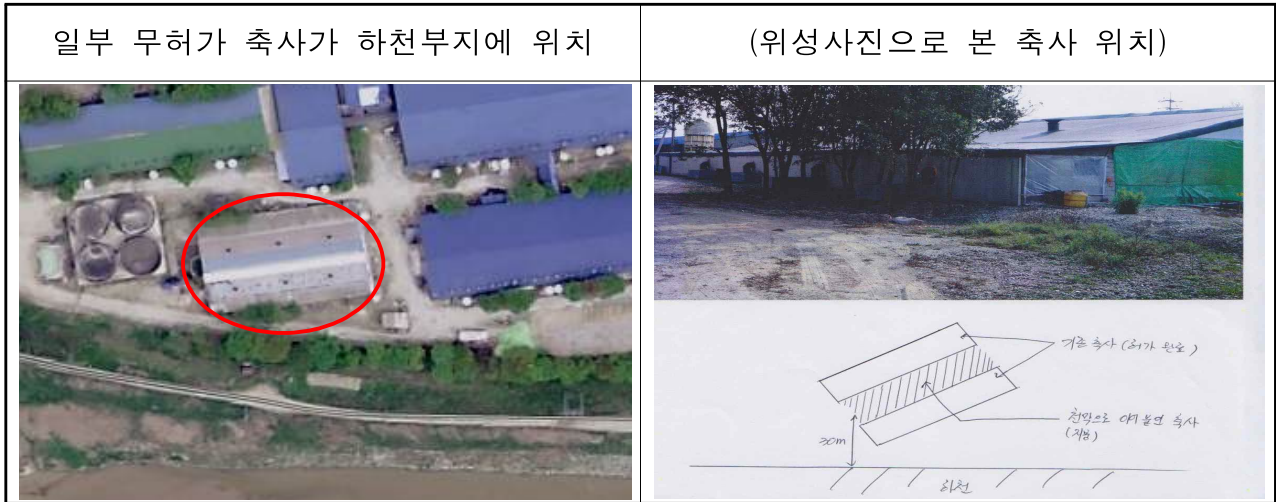 일부 무허가 축사가 하천부지에 위치
(위성사진으로 본 축사 위치)
기존 축사 (허가 완료)
천막으로 이어 붙인 축사
(지붕)
30m
하천